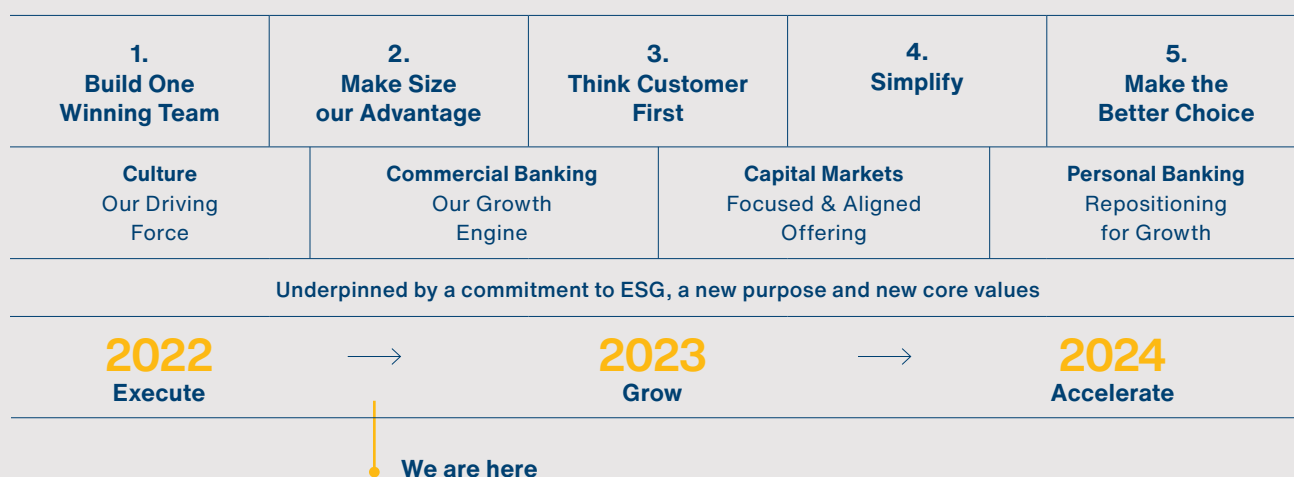 1.
Build One
Winning Team
2.
Make Size
our Advantage
3.
Think Customer
First
4.
Simplify
5.
Make the
Better Choice
Culture
Our Driving
Force
Commercial Banking
Our Growth
Engine
Capital Markets
Focused & Aligned
Offering
Personal Banking
Repositioning
for Growth
Underpinned by a commitment to ESG, a new purpose and new core values
2022
Execute
2023
Grow
2024
Accelerate
We are here